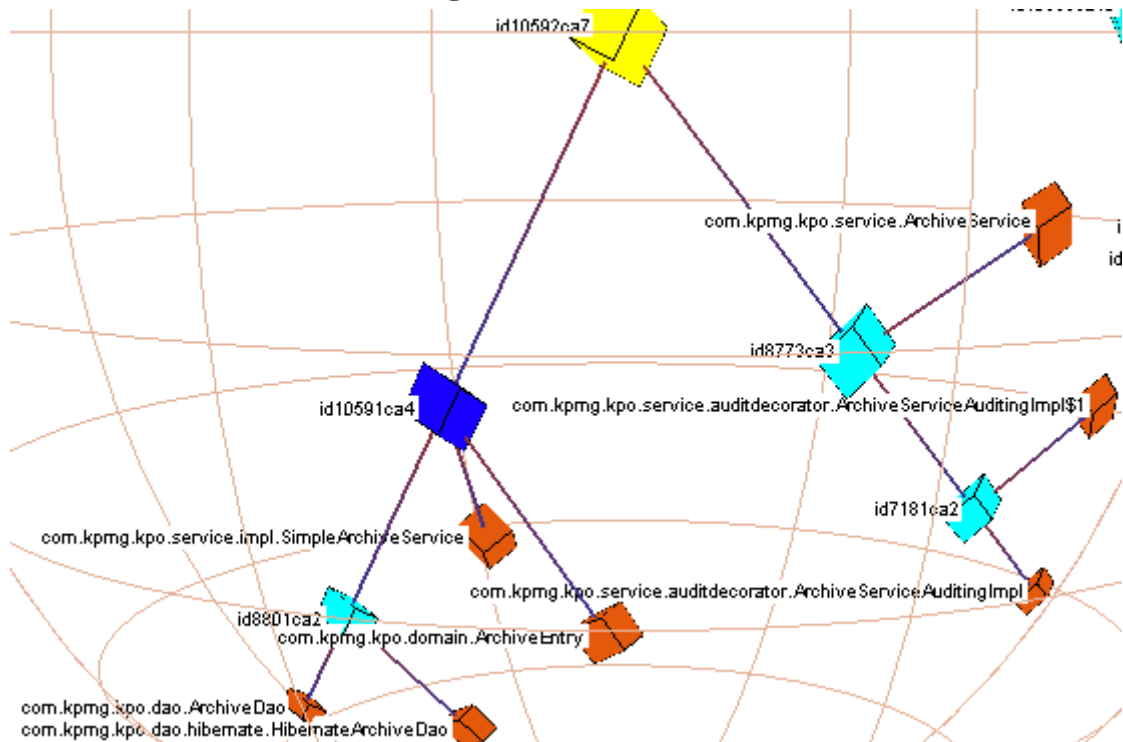 id10592ca7
com.kpmg.kpo.service.ArchiveService
id8773ca3
id10591ca4
com.kpmg.kpo.service.auditdecorator.ArchiveServiceAuditingImpl$1
id7181ca2
com.kpmg.kpo.service.impl.SimpleArchiveService
com.kpmg.kpo.service.auditdecorator.ArchiveServiceAuditingImpl
id8801ca2
com.kpmg.kpo.domain.ArchiveEntry
com.kpmg.kpo.dao.ArchiveDao
com.kpmg.kpo.dao.hibernate.HibernateArchiveDao